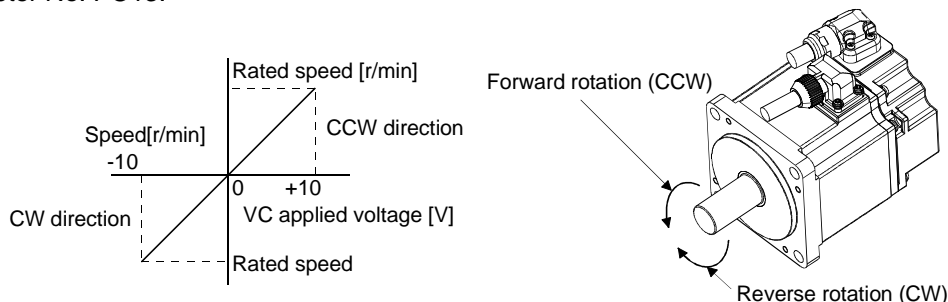 Rated speed [r/min]
Speed[r/min]
CCW direction
-10
0
+10
CW direction
VC applied voltage [V]
Rated speed
Forward rotation (CCW)
Reverse rotation (CW)